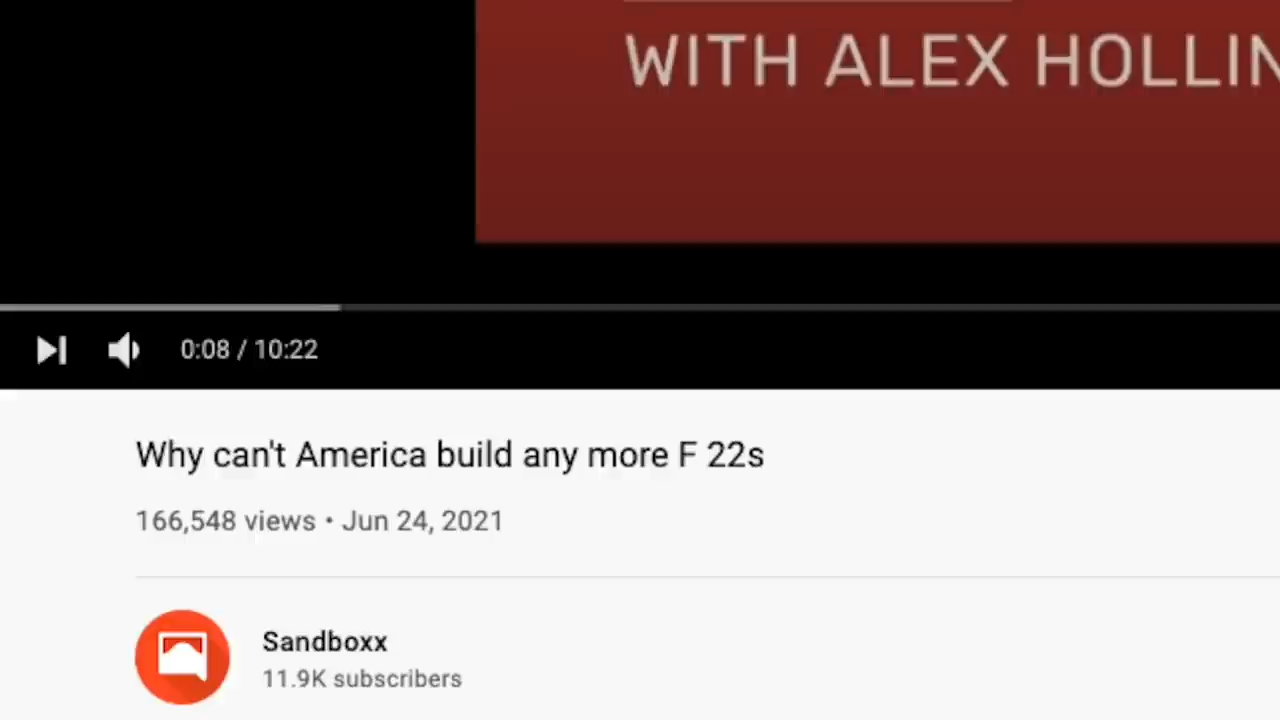 WITH ALEX HOLLIN
0:08 / 10:22
Why can't America build any more F 22s
166,548 views • Jun 24, 2021
Sandboxx
11.9K subscribers